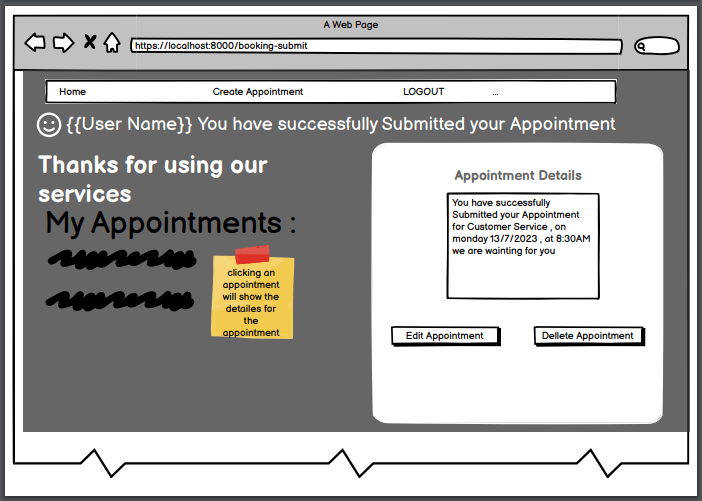 A Web Page
https://localhost:8000/booking-submit
Home Create Appointment LOGOUT ...
{{User Name}} You have successfully Submitted your Appointment
Thanks for using our
services
My Appointments :
clicking an
appointment
will show the
detailes for
the
appointment
Appointment Details
You have successfully
Submitted your Appointment
for Customer Service , on
monday 13/7/2023 , at 8:30AM
we are wainting for you
Edit Appointment
Dellete Appointment